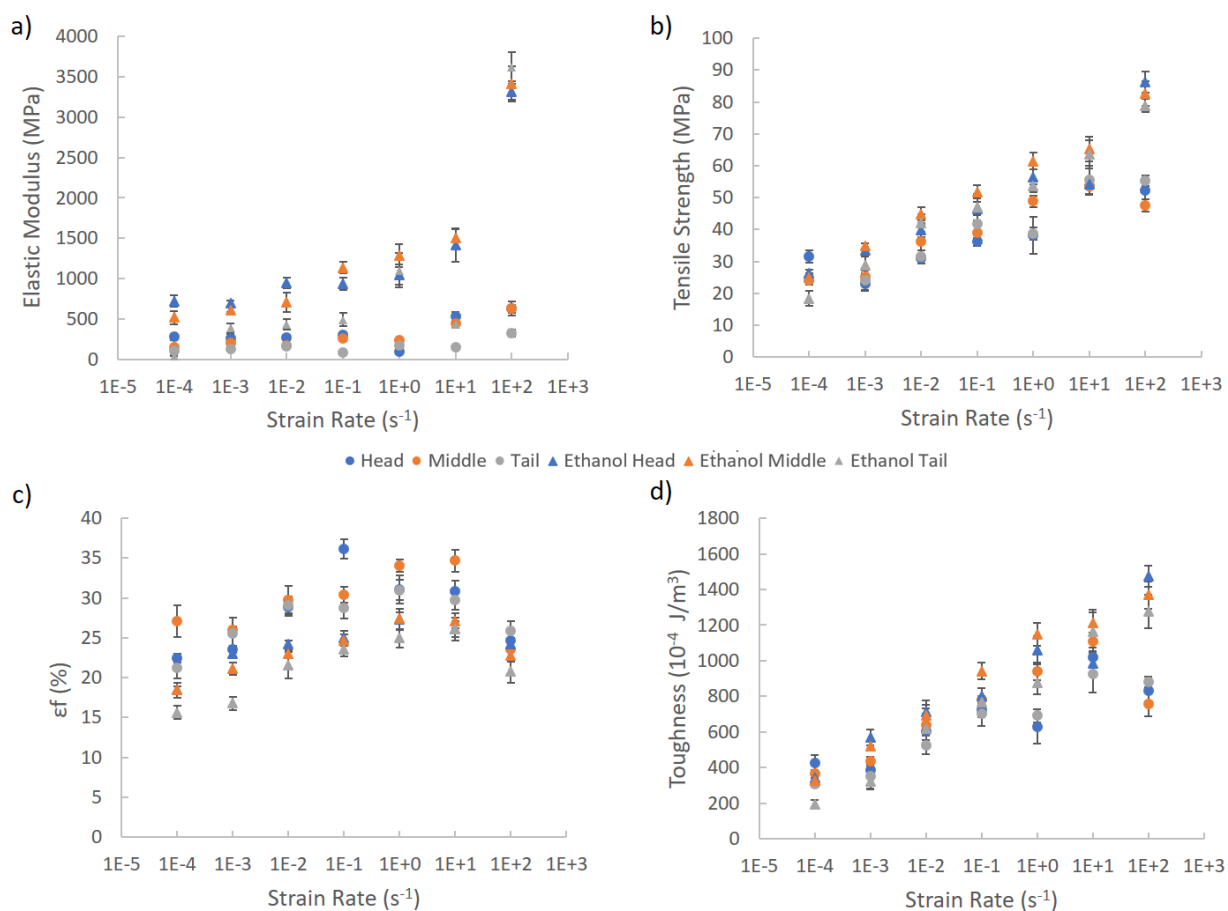 a)
4000
3500
3000
2500
2000
1500
1000
500
0
Elastic Modulus (MPa)
1E-5 1E-4 1E-3 1E-2 1E-1 1E+0 1E+1 1E+2 1E+3
Strain Rate (s-1)
b)
100
90
80
70
60
50
40
30
20
10
0
Tensile Strength (MPa)
1E-5 1E-4 1E-3 1E-2 1E-1 1E+0 1E+1 1E+2 1E+3
Strain Rate (s-1)
Head Middle Tail Ethanol Head Ethanol Middle Ethanol Tail
c)
40
35
30
25
20
15
10
5
0
εf (%)
1E-5 1E-4 1E-3 1E-2 1E-1 1E+0 1E+1 1E+2 1E+3
Strain Rate (s-1)
d)
1800
1600
1400
1200
1000
800
600
400
200
0
Toughness (10-4 J/m3)
1E-5 1E-4 1E-3 1E-2 1E-1 1E+0 1E+1 1E+2 1E+3
Strain Rate (s-1)